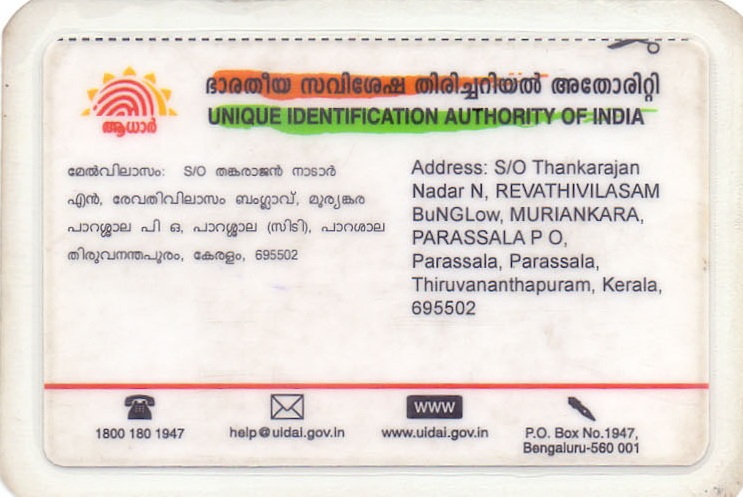 ഭാരതീയ സവിശേഷ തിരിച്ചറിയൽ അതോരിറ്റി
UNIQUE IDENTIFICATION AUTHORITY OF INDIA
ആധാർ
മേൽവിലാസം: S/O തങ്കരാജൻ നാടാർ
എൻ, രേവതിവിലാസം ബംഗ്ലാവ്, മുര്യങ്കര
പാറശ്ശാല പി ഒ, പാറശ്ശാല (സിടി), പാറശാല
തിരുവനന്തപുരം, കേരളം, 695502
Address: S/O Thankarajan
Nadar N, REVATHIVILASAM
BuNGLow, MURIANKARA,
PARASSALA P O,
Parassala, Parassala,
Thiruvananthapuram, Kerala,
695502
1800 180 1947
help@uidai.gov.in
WWW
www.uidai.gov.in
P.O. Box No.1947,
Bengaluru-560 001